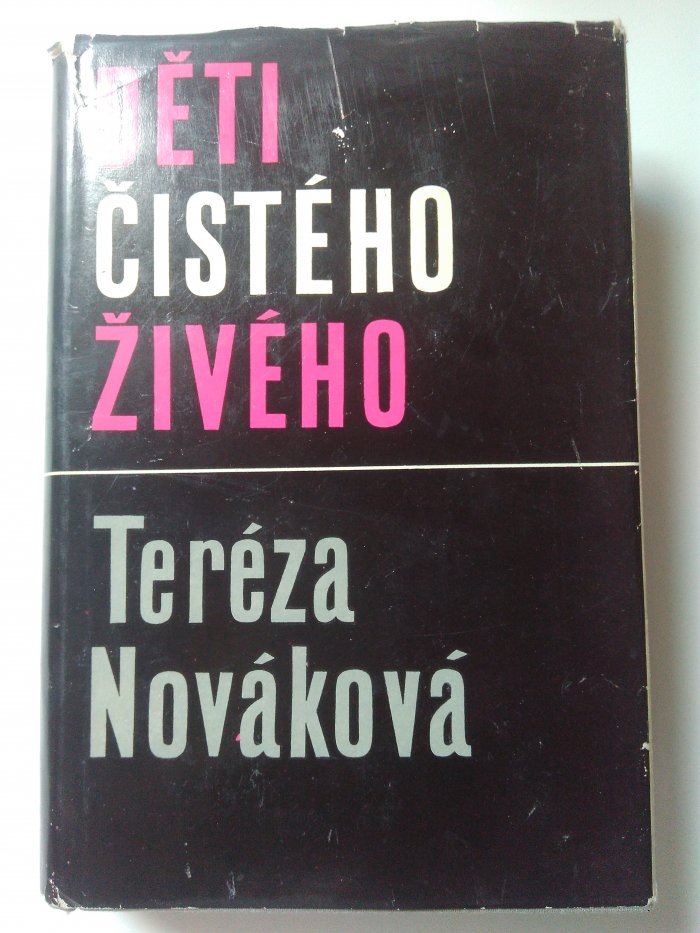 DĚTI
ČISTÉHO
ŽIVÉHO
Teréza
Nováková